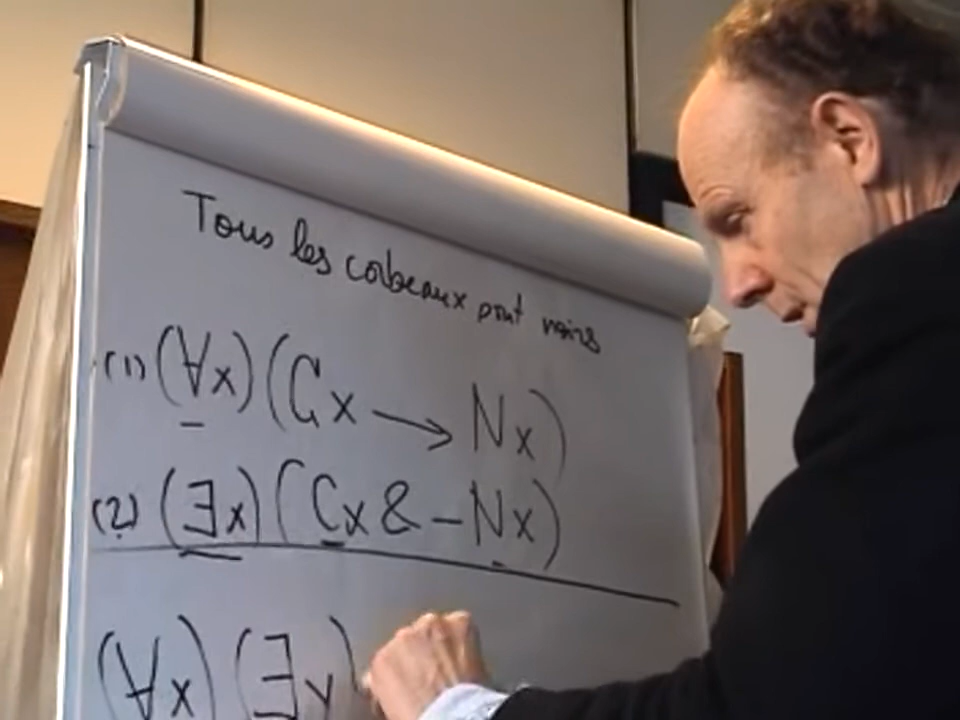 Tous les corbeaux sont noirs
(1) (∀x)(Cx → Nx)
(2) (∃x)(Cx & –Nx)
(∀x)(∃y)